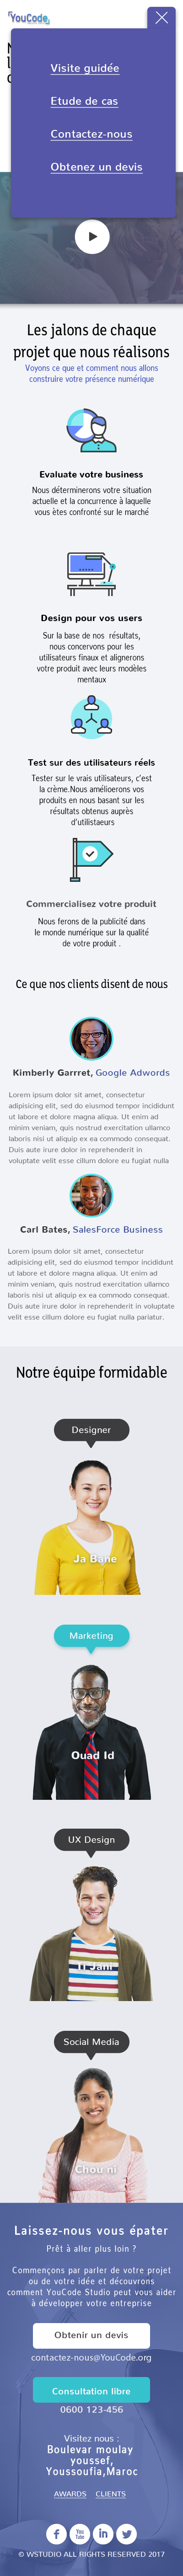 YouCode
Visite guidée
Etude de cas
Contactez-nous
Obtenez un devis
Les jalons de chaque
projet que nous réalisons
Voyons ce que et comment nous allons
construire votre présence numérique
Evaluate votre business
Nous déterminerons votre situation
actuelle et la concurrence à laquelle
vous êtes confronté sur le marché
Design pour vos users
Sur la base de nos résultats,
nous concervons pour les
utilisateurs finaux et alignerons
votre produit avec leurs modèles
mentaux
Test sur des utilisateurs réels
Tester sur le vrais utilisateurs, c'est
la crème.Nous améliorerons vos
produits en nous basant sur les
résultats obtenus auprès
d'utilistaeurs
Commercialisez votre produit
Nous ferons de la publicité dans
le monde numérique sur la qualité
de votre produit .
Ce que nos clients disent de nous
Kimberly Garrret, Google Adwords
Lorem ipsum dolor sit amet, consectetur
adipisicing elit, sed do eiusmod tempor incididunt
ut labore et dolore magna aliqua. Ut enim ad
minim veniam, quis nostrud exercitation ullamco
laboris nisi ut aliquip ex ea commodo consequat.
Duis aute irure dolor in reprehenderit in
voluptate velit esse cillum dolore eu fugiat nulla
Carl Bates, SalesForce Business
Lorem ipsum dolor sit amet, consectetur
adipisicing elit, sed do eiusmod tempor incididunt
ut labore et dolore magna aliqua. Ut enim ad
minim veniam, quis nostrud exercitation ullamco
laboris nisi ut aliquip ex ea commodo consequat.
Duis aute irure dolor in reprehenderit in voluptate
velit esse cillum dolore eu fugiat nulla pariatur.
Notre équipe formidable
Designer
Ja Bane
Marketing
Ouad Id
UX Design
Ti Jani
Social Media
Chou ni
Laissez-nous vous épater
Prêt à aller plus loin ?
Commençons par parler de votre projet
ou de votre idée et découvrons
comment YouCode Studio peut vous aider
à développer votre entreprise
Obtenir un devis
contactez-nous@YouCode.org
Consultation libre
0600 123-456
Visitez nous :
Boulevar moulay
youssef,
Youssoufia,Maroc
AWARDS CLIENTS
You Tube
© WSTUDIO ALL RIGHTS RESERVED 2017